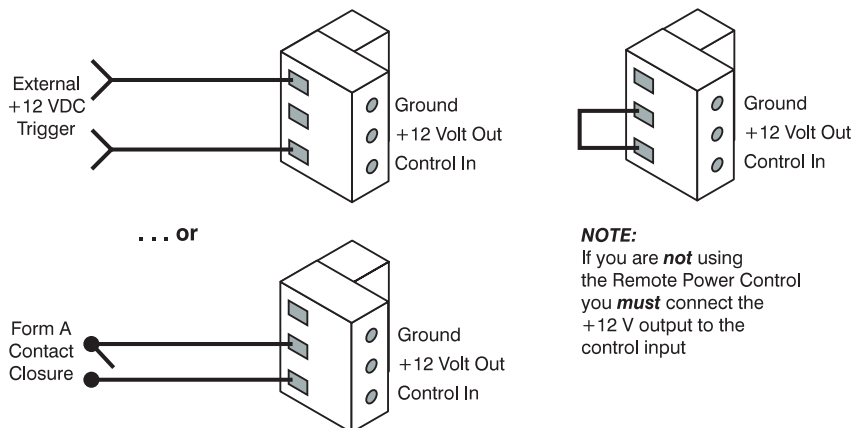 External
+12 VDC
Trigger
Ground
+12 Volt Out
Control In
Ground
+12 Volt Out
Control In
. . . or
NOTE:
If you are not using
the Remote Power Control
you must connect the
+12 V output to the
control input
Form A
Contact
Closure
Ground
+12 Volt Out
Control In